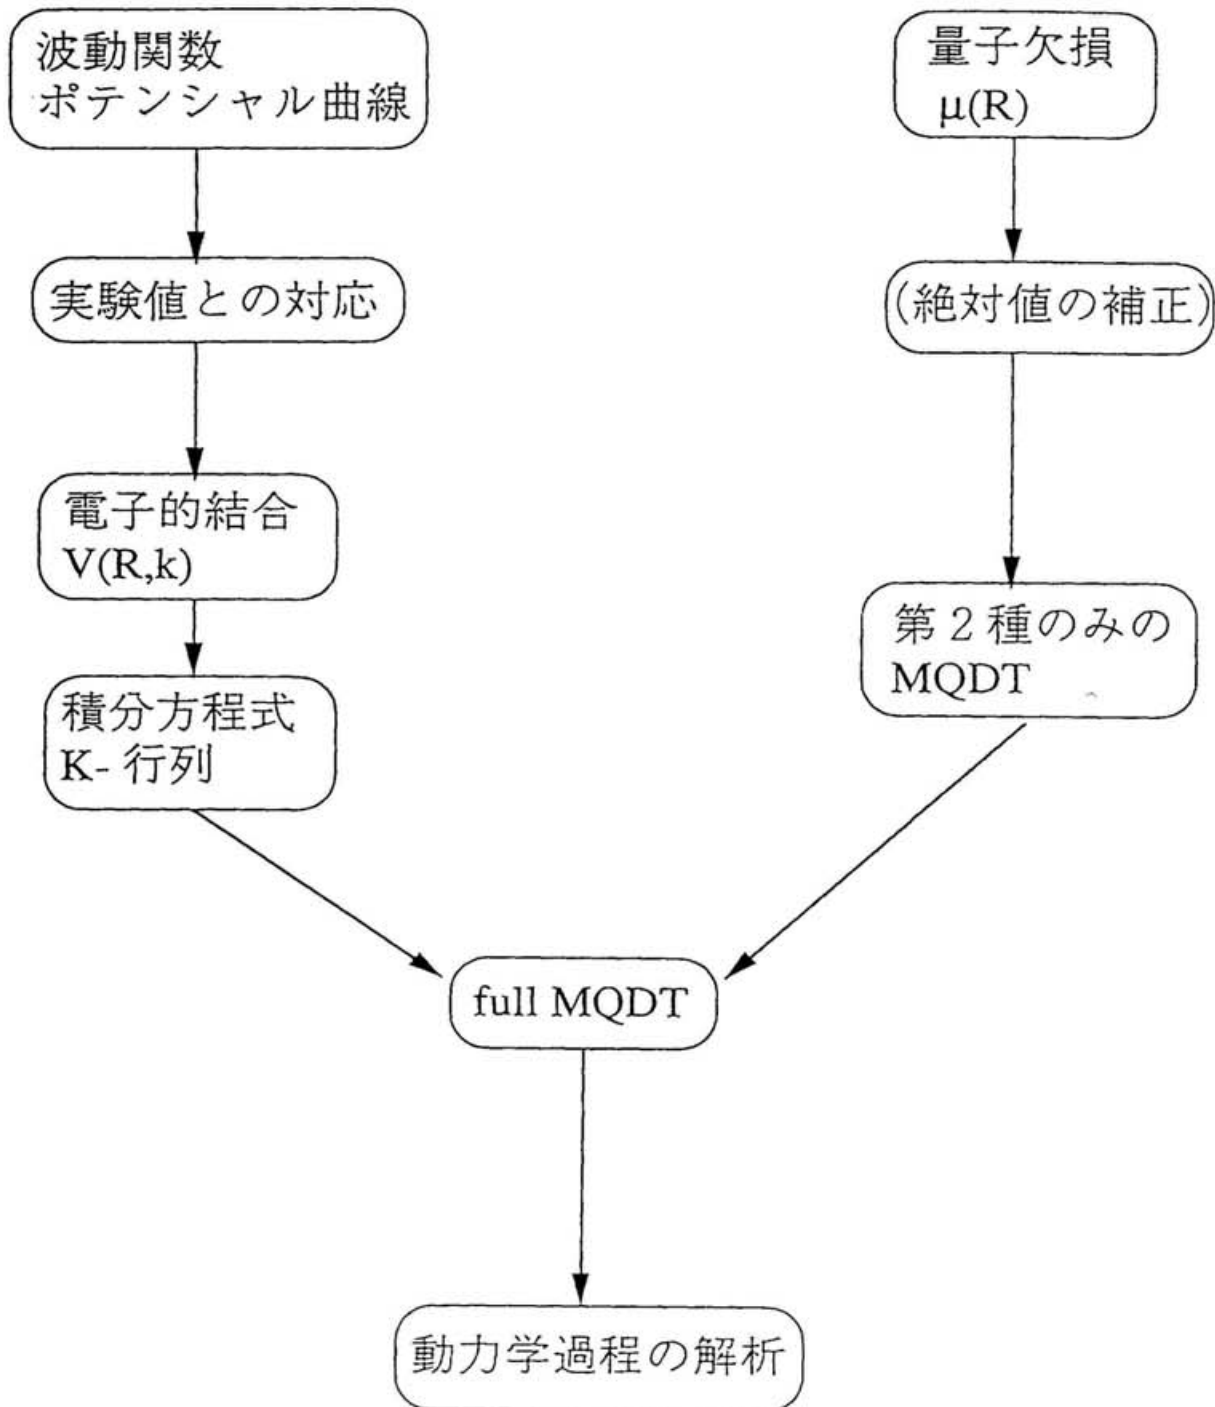 波動関数
ポテンシャル曲線
実験値との対応
電子的結合
V(R,k)
積分方程式
K- 行列
量子欠損
μ(R)
(絶対値の補正)
第２種のみの
MQDT
full MQDT
動力学過程の解析